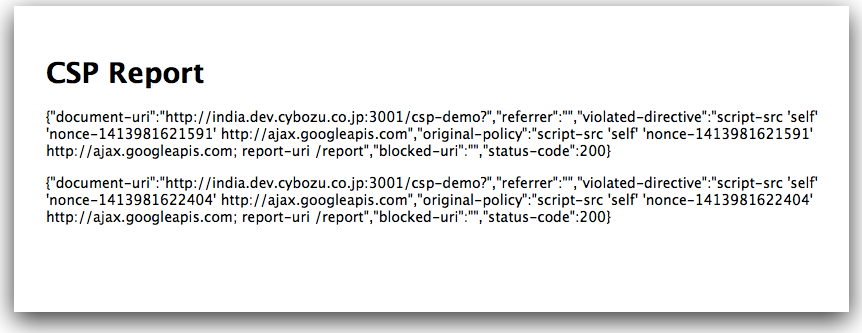 CSP Report
{"document-uri":"http://india.dev.cybozu.co.jp:3001/csp-demo?","referrer":"","violated-directive":"script-src 'self'
'nonce-1413981621591' http://ajax.googleapis.com","original-policy":"script-src 'self' 'nonce-1413981621591'
http://ajax.googleapis.com; report-uri /report","blocked-uri":"","status-code":200}
{"document-uri":"http://india.dev.cybozu.co.jp:3001/csp-demo?","referrer":"","violated-directive":"script-src 'self'
'nonce-1413981622404' http://ajax.googleapis.com","original-policy":"script-src 'self' 'nonce-1413981622404'
http://ajax.googleapis.com; report-uri /report","blocked-uri":"","status-code":200}